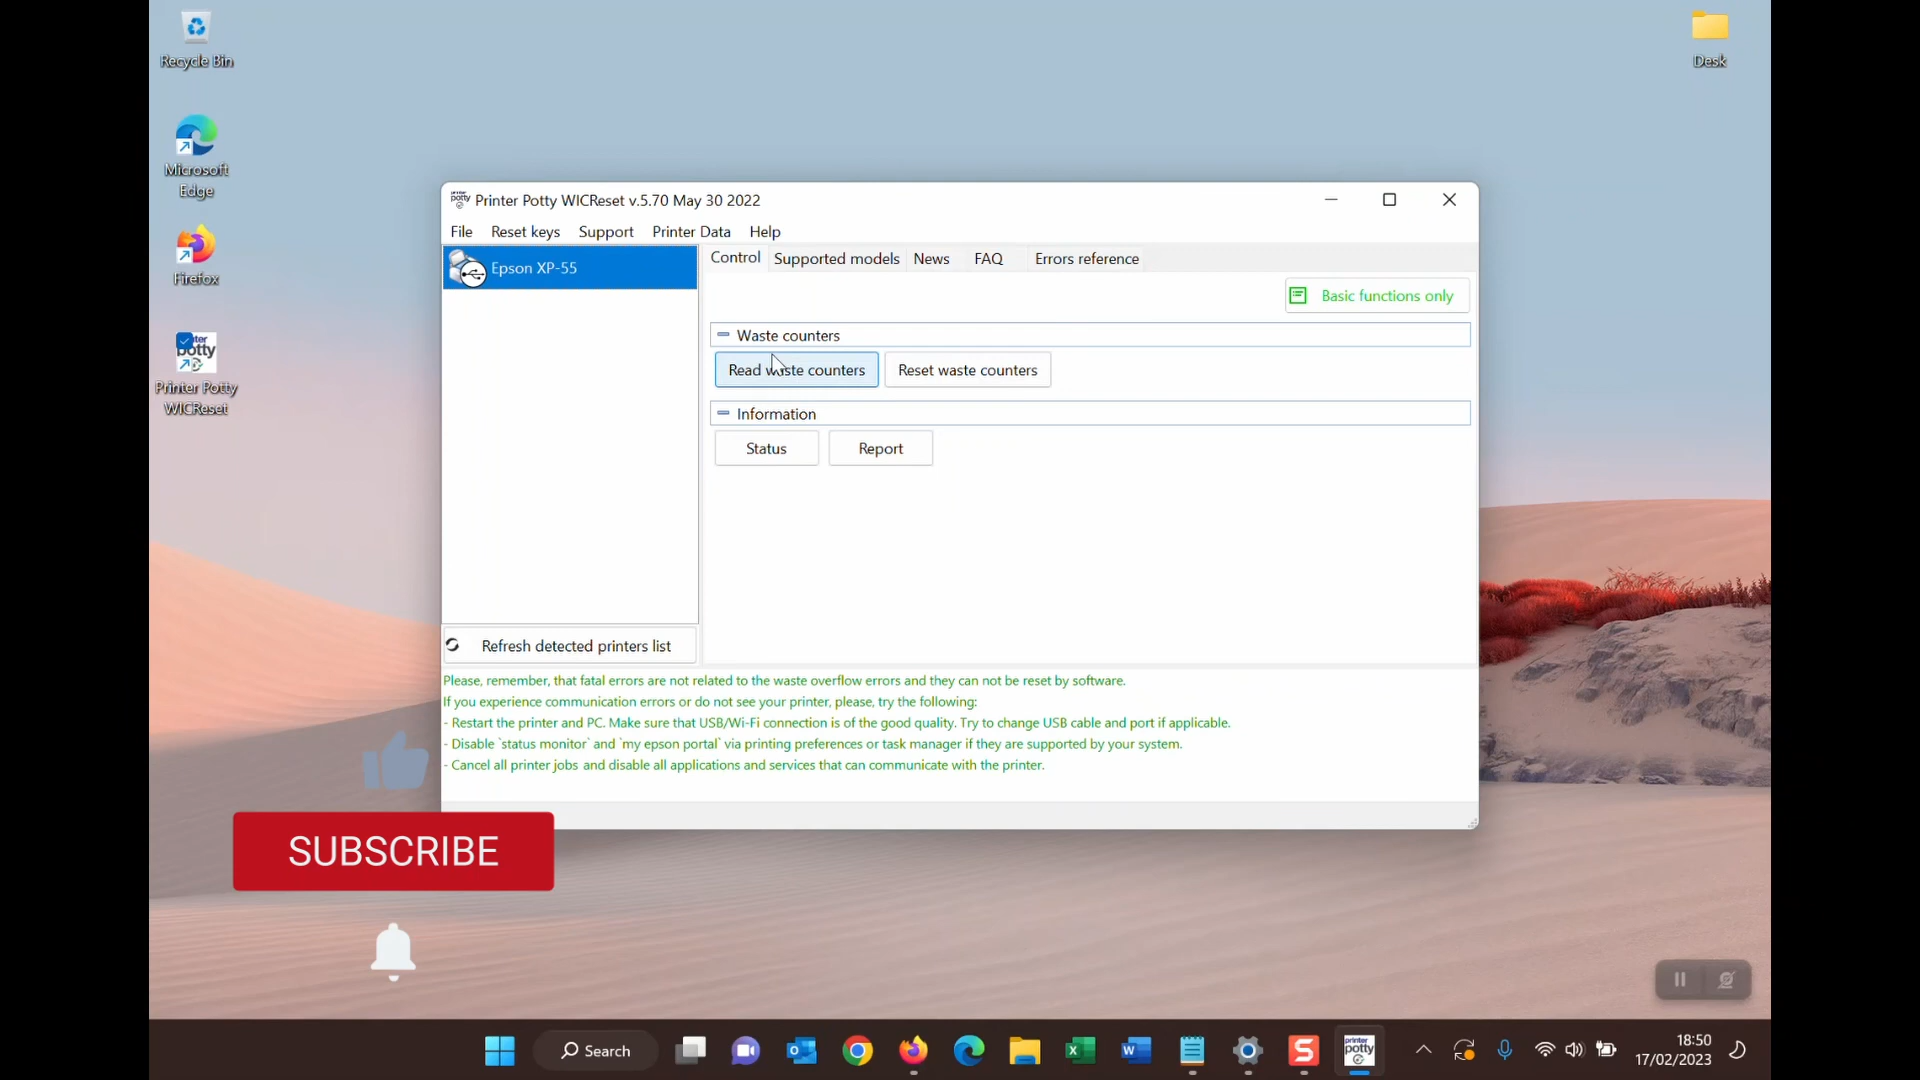 Recycle Bin
Desk
Microsoft
Edge
Firefox
printer
potty
Printer Potty
WICReset
printer
potty
Printer Potty WICReset v.5.70 May 30 2022
File Reset keys Support Printer Data Help
Epson XP-55
Control Supported models News FAQ Errors reference
Basic functions only
Waste counters
Read waste counters Reset waste counters
Information
Status Report
Refresh detected printers list
Please, remember, that fatal errors are not related to the waste overflow errors and they can not be reset by software.
If you experience communication errors or do not see your printer, please, try the following:
- Restart the printer and PC. Make sure that USB/Wi-Fi connection is of the good quality. Try to change USB cable and port if applicable.
- Disable `status monitor` and `my epson portal` via printing preferences or task manager if they are supported by your system.
- Cancel all printer jobs and disable all applications and services that can communicate with the printer.
SUBSCRIBE
Search
printer
potty
18:50
17/02/2023